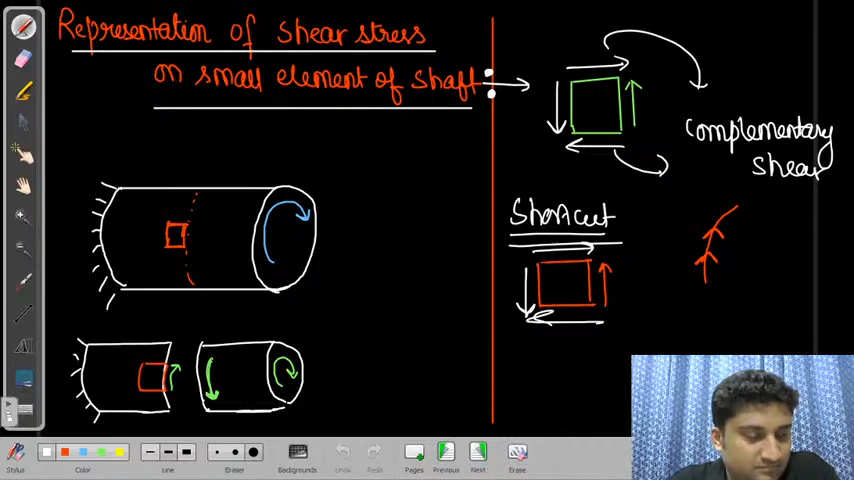 Representation of shear stress
on small element of shaft
Complementary
shear
Shortcut
Stylus
Color
Line
Eraser
Backgrounds
Undo
Redo
Pages
Previous
Next
Erase